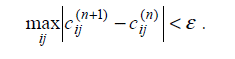 max_{ij} |c_{ij}^{(n+1)} − c_{ij}^{(n)}| < ε .